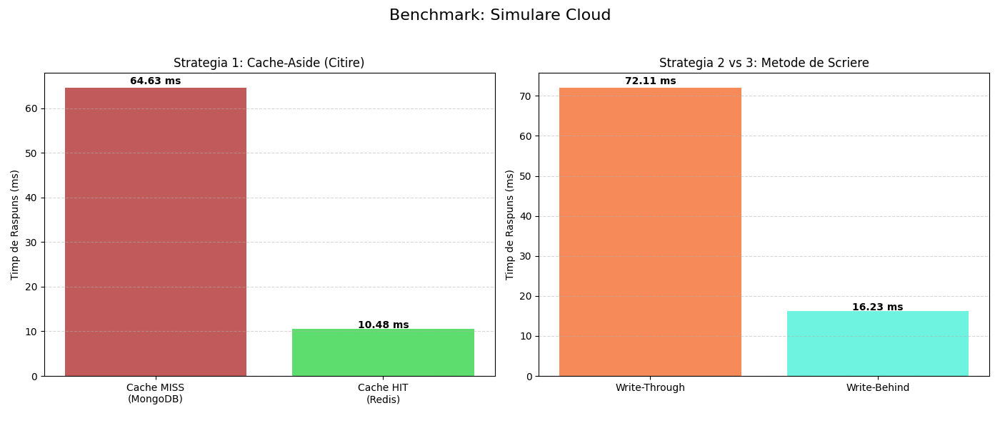 Benchmark: Simulare Cloud
Strategia 1: Cache-Aside (Citire)
Timp de Raspuns (ms)
60
50
40
30
20
10
0
64.63 ms
10.48 ms
Cache MISS
(MongoDB)
Cache HIT
(Redis)
Strategia 2 vs 3: Metode de Scriere
Timp de Raspuns (ms)
70
60
50
40
30
20
10
0
72.11 ms
16.23 ms
Write-Through
Write-Behind